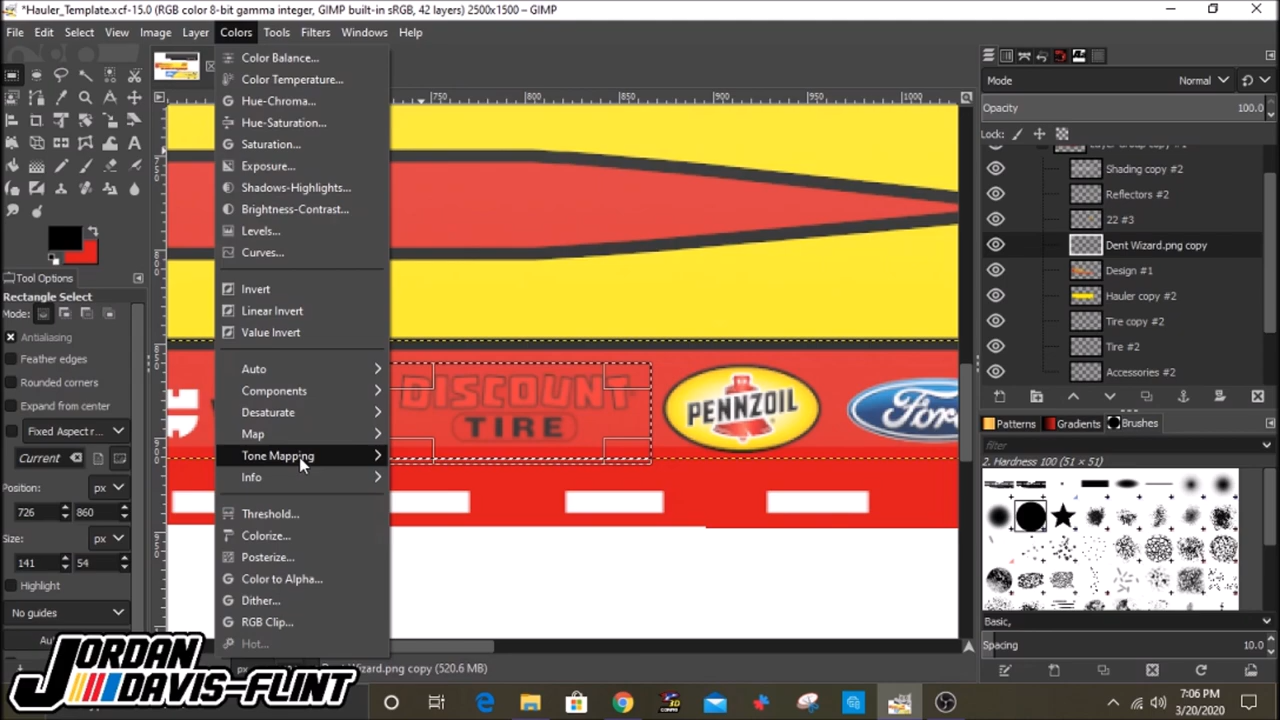 *Hauler_Template.xcf-15.0 (RGB color 8-bit gamma integer, GIMP built-in sRGB, 42 layers) 2500x1500 – GIMP
File Edit Select View Image Layer Colors Tools Filters Windows Help
Color Balance...
Color Temperature...
Hue-Chroma...
Hue-Saturation...
Saturation...
Exposure...
Shadows-Highlights...
Brightness-Contrast...
Levels...
Curves...
Invert
Linear Invert
Value Invert
Auto
Components
Desaturate
Map
Tone Mapping
Info
Threshold...
Colorize...
Posterize...
Color to Alpha...
Dither...
RGB Clip...
Hot...
Tool Options
Rectangle Select
Mode:
Antialiasing
Feather edges
Rounded corners
Expand from center
Fixed Aspect r...
Current
Position:
px
726
860
Size:
px
141
54
Highlight
No guides
750
800
850
900
950
1000
DISCOUNT
TIRE
PENNZOIL
Ford
Mode
Normal
Opacity
100.0
Lock:
Shading copy #2
Reflectors #2
22 #3
Dent Wizard.png copy
Design #1
Hauler copy #2
Tire copy #2
Tire #2
Accessories #2
Patterns
Gradients
Brushes
filter
2. Hardness 100 (51 × 51)
Basic,
Spacing
10.0
Wizard.png copy (520.6 MB)
JORDAN
DAVIS-FLINT
7:06 PM
3/20/2020